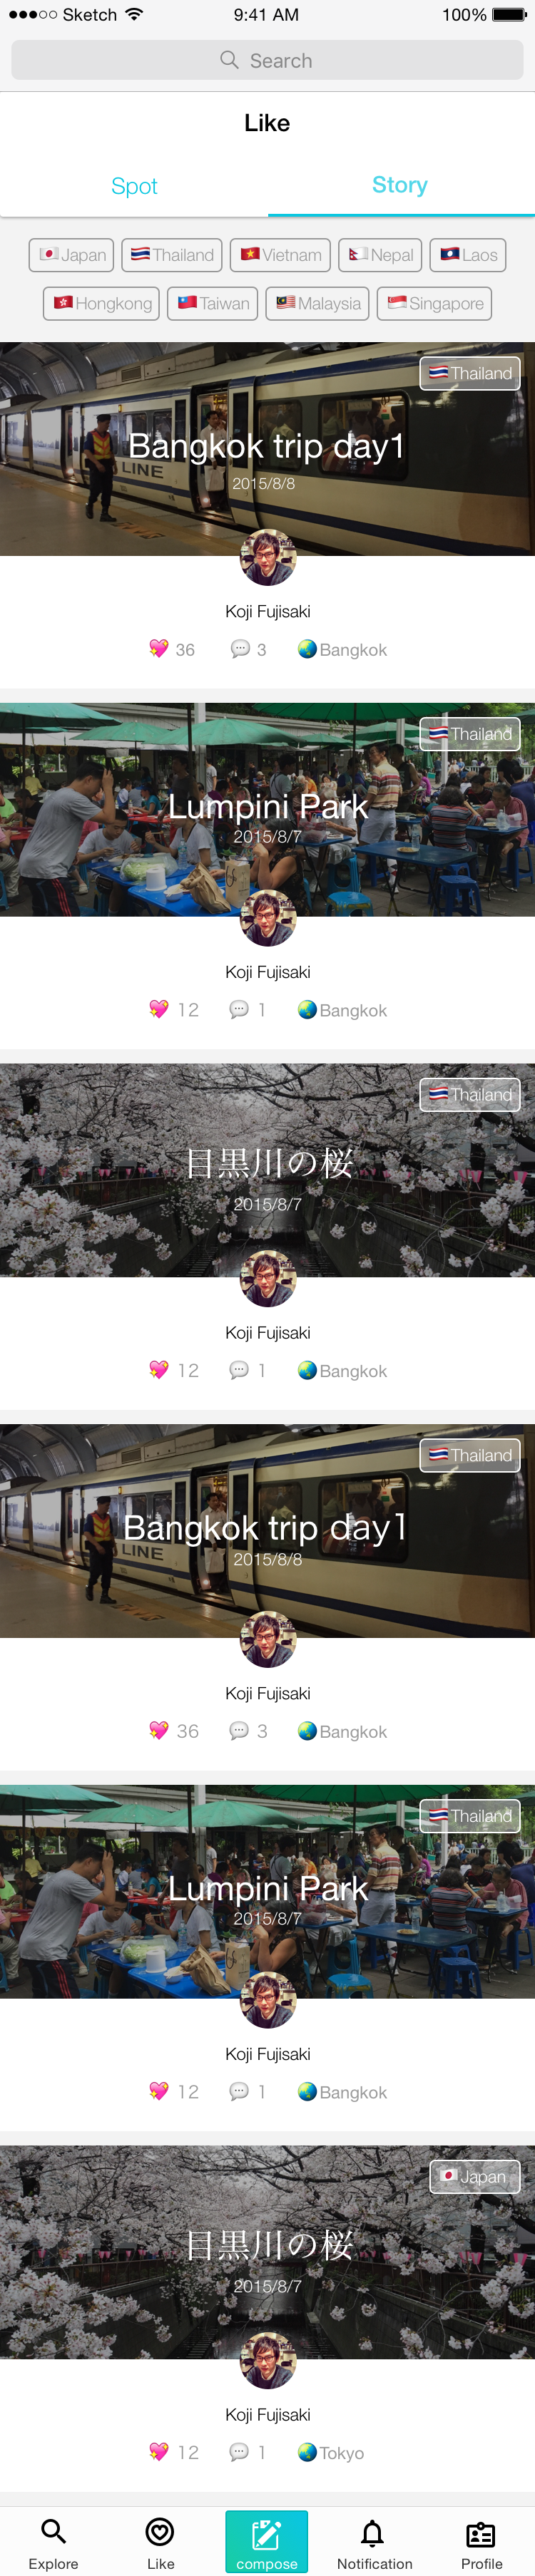 Sketch 9:41 AM 100%
Search
Like
Spot Story
Japan Thailand Vietnam Nepal Laos
Hongkong Taiwan Malaysia Singapore
Thailand
Bangkok trip day1
LINE
2015/8/8
Koji Fujisaki
36 3 Bangkok
Thailand
Lumpini Park
2015/8/7
Koji Fujisaki
12 1 Bangkok
Thailand
目黒川の桜
2015/8/7
Koji Fujisaki
12 1 Bangkok
Thailand
Bangkok trip day1
LINE
2015/8/8
Koji Fujisaki
36 3 Bangkok
Thailand
Lumpini Park
2015/8/7
Koji Fujisaki
12 1 Bangkok
Japan
目黒川の桜
2015/8/7
Koji Fujisaki
12 1 Tokyo
Explore Like compose Notification Profile